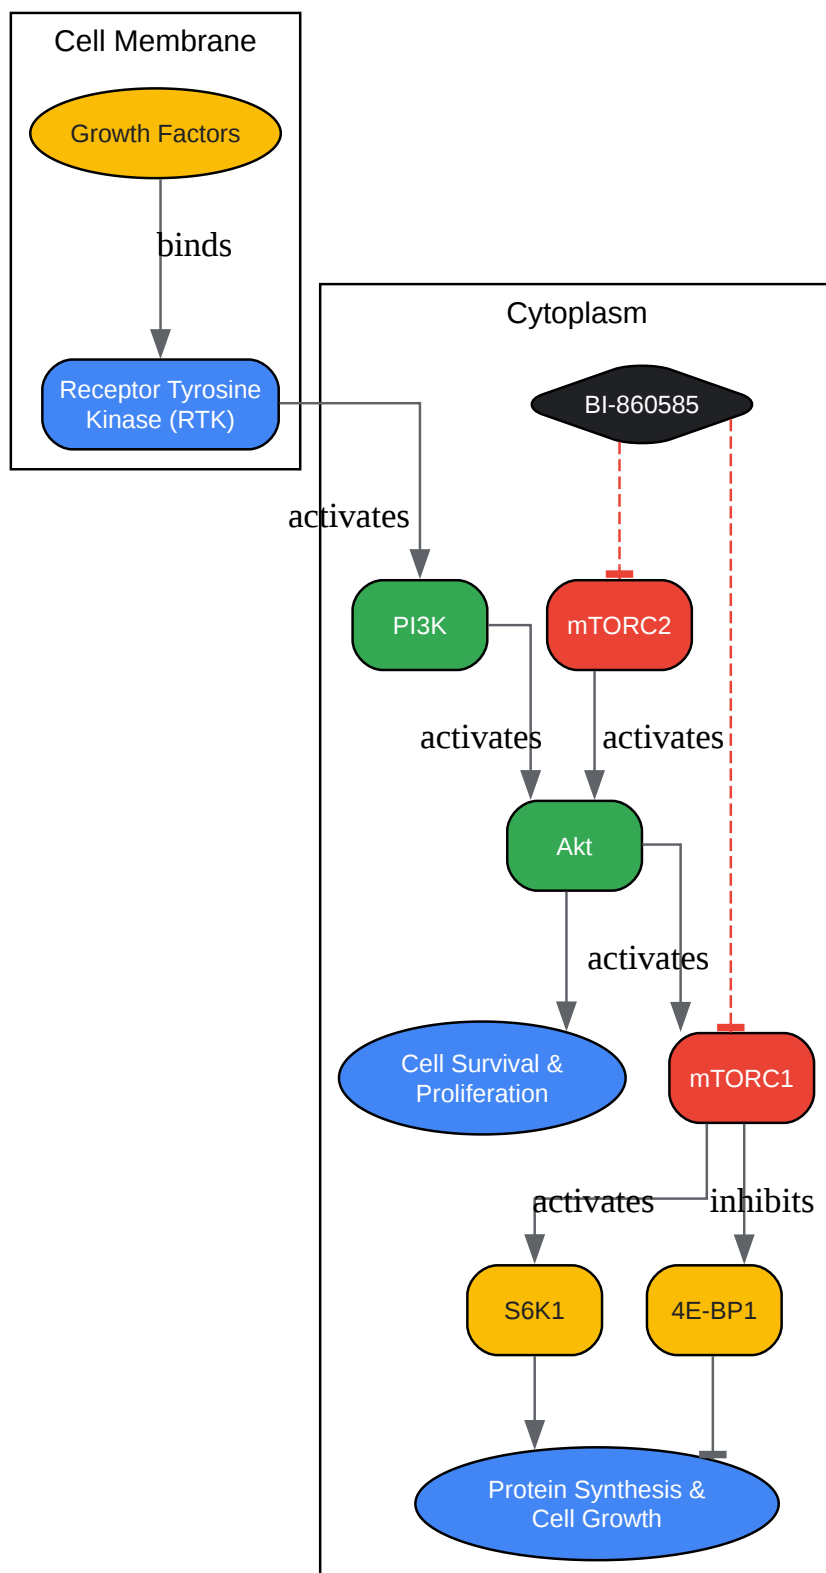 Cell Membrane
Growth Factors
binds
Receptor Tyrosine
Kinase (RTK)
Cytoplasm
BI-860585
activates
PI3K
mTORC2
activates
activates
Akt
activates
Cell Survival &
Proliferation
mTORC1
activates
inhibits
S6K1
4E-BP1
Protein Synthesis &
Cell Growth